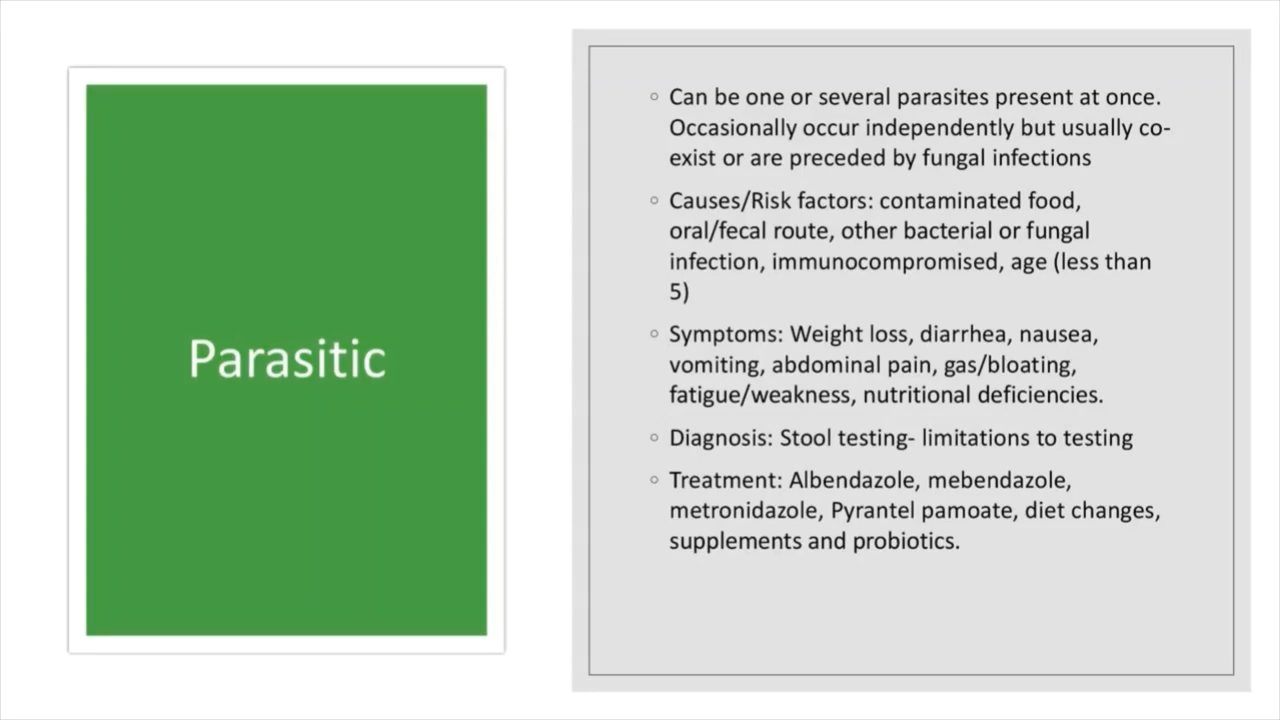 Parasitic
Can be one or several parasites present at once.
Occasionally occur independently but usually co-
exist or are preceded by fungal infections
Causes/Risk factors: contaminated food,
oral/fecal route, other bacterial or fungal
infection, immunocompromised, age (less than
5)
Symptoms: Weight loss, diarrhea, nausea,
vomiting, abdominal pain, gas/bloating,
fatigue/weakness, nutritional deficiencies.
Diagnosis: Stool testing- limitations to testing
Treatment: Albendazole, mebendazole,
metronidazole, Pyrantel pamoate, diet changes,
supplements and probiotics.